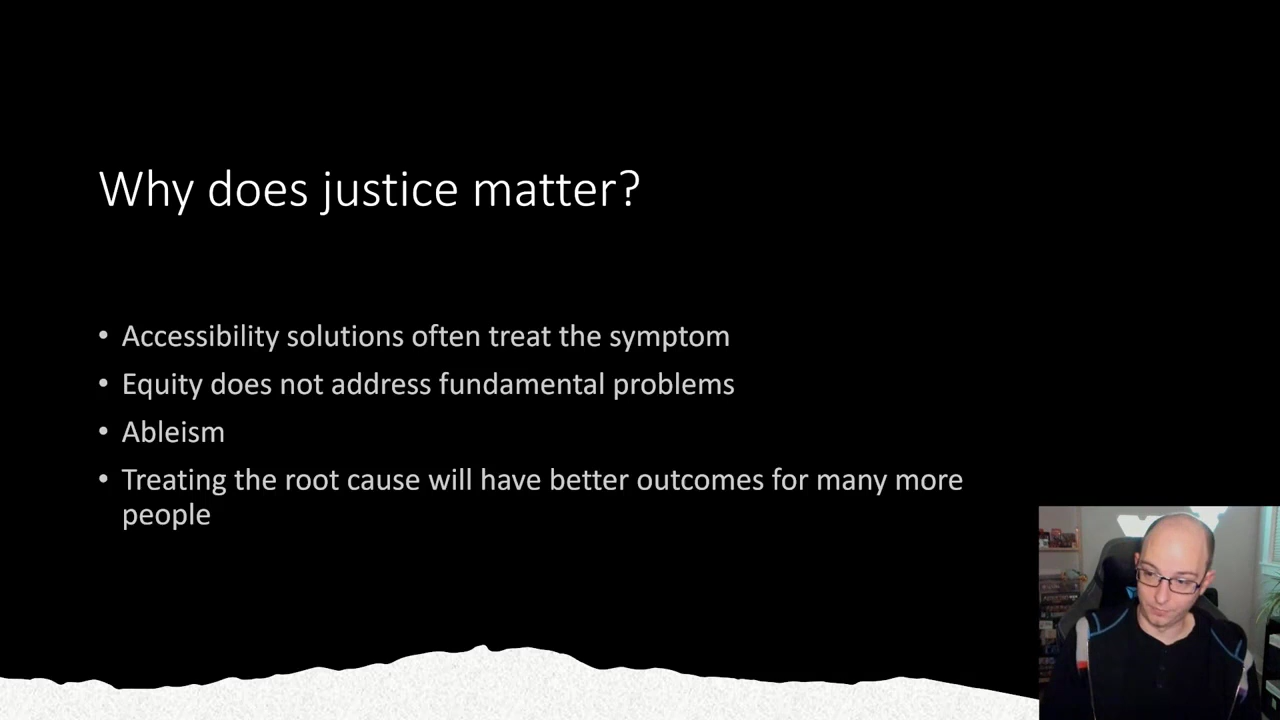 Why does justice matter?
• Accessibility solutions often treat the symptom
• Equity does not address fundamental problems
• Ableism
• Treating the root cause will have better outcomes for many more
people